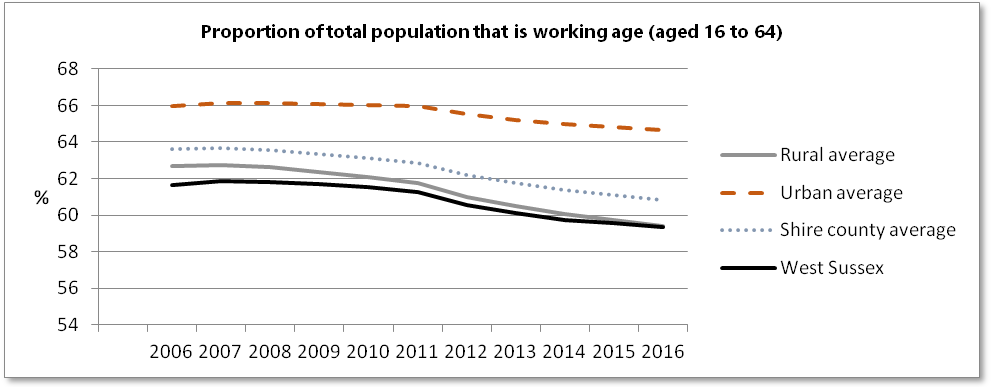 Proportion of total population that is working age (aged 16 to 64)
68
66
64
62
60
58
56
54
%
2006 2007 2008 2009 2010 2011 2012 2013 2014 2015 2016
Rural average
Urban average
Shire county average
West Sussex